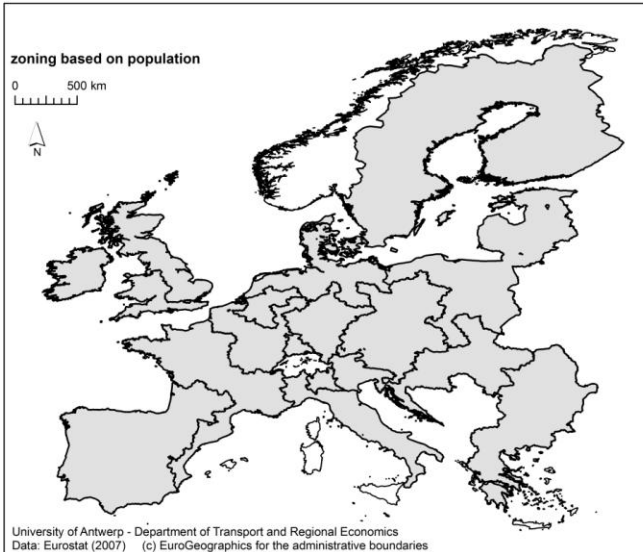 zoning based on population
0 500 km
N
University of Antwerp - Department of Transport and Regional Economics
Data: Eurostat (2007) (c) EuroGeographics for the administrative boundaries